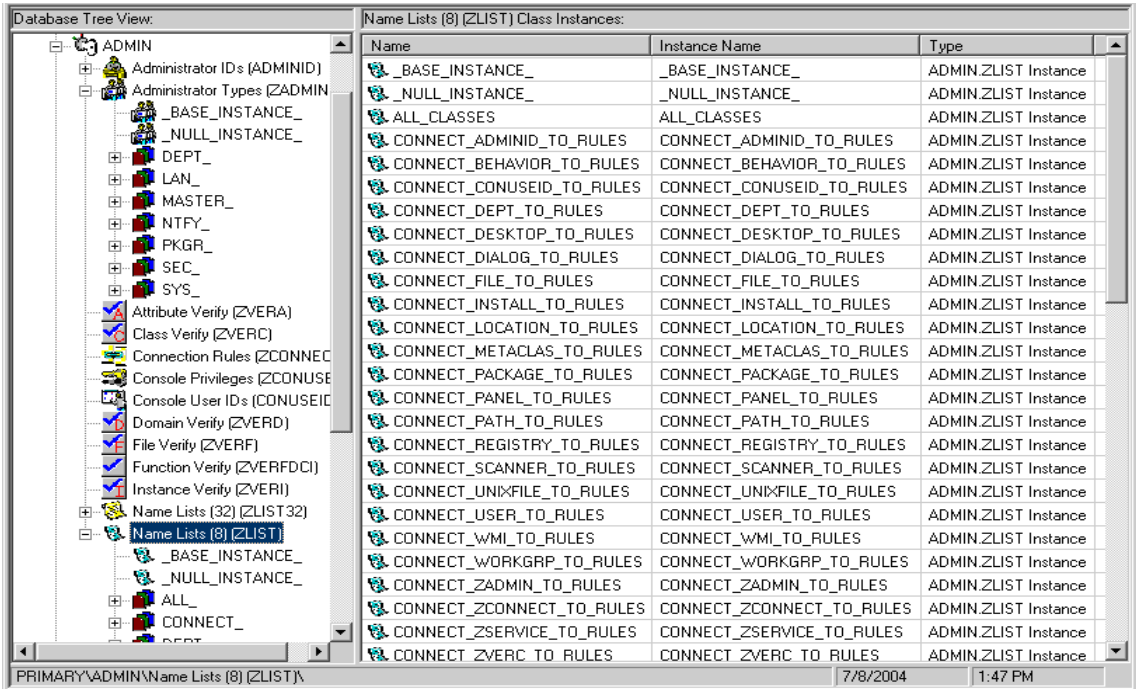 Database Tree View:
ADMIN
Administrator IDs (ADMINID)
Administrator Types (ZADMIN
_BASE_INSTANCE_
_NULL_INSTANCE_
DEPT_
LAN_
MASTER_
NTFY_
PKGR_
SEC_
SYS_
Attribute Verify (ZVERA)
Class Verify (ZVERC)
Connection Rules (ZCONNEC
Console Privileges (ZCONUSE
Console User IDs (CONUSEID
Domain Verify (ZVERD)
File Verify (ZVERF)
Function Verify (ZVERFDCI)
Instance Verify (ZVERI)
Name Lists (32) (ZLIST32)
Name Lists (8) (ZLIST)
_BASE_INSTANCE_
_NULL_INSTANCE_
ALL_
CONNECT_
DEPT_
Name Lists (8) (ZLIST) Class Instances:
Name Instance Name Type
_BASE_INSTANCE_ _BASE_INSTANCE_ ADMIN.ZLIST Instance
_NULL_INSTANCE_ _NULL_INSTANCE_ ADMIN.ZLIST Instance
ALL_CLASSES ALL_CLASSES ADMIN.ZLIST Instance
CONNECT_ADMINID_TO_RULES CONNECT_ADMINID_TO_RULES ADMIN.ZLIST Instance
CONNECT_BEHAVIOR_TO_RULES CONNECT_BEHAVIOR_TO_RULES ADMIN.ZLIST Instance
CONNECT_CONUSEID_TO_RULES CONNECT_CONUSEID_TO_RULES ADMIN.ZLIST Instance
CONNECT_DEPT_TO_RULES CONNECT_DEPT_TO_RULES ADMIN.ZLIST Instance
CONNECT_DESKTOP_TO_RULES CONNECT_DESKTOP_TO_RULES ADMIN.ZLIST Instance
CONNECT_DIALOG_TO_RULES CONNECT_DIALOG_TO_RULES ADMIN.ZLIST Instance
CONNECT_FILE_TO_RULES CONNECT_FILE_TO_RULES ADMIN.ZLIST Instance
CONNECT_INSTALL_TO_RULES CONNECT_INSTALL_TO_RULES ADMIN.ZLIST Instance
CONNECT_LOCATION_TO_RULES CONNECT_LOCATION_TO_RULES ADMIN.ZLIST Instance
CONNECT_METACLAS_TO_RULES CONNECT_METACLAS_TO_RULES ADMIN.ZLIST Instance
CONNECT_PACKAGE_TO_RULES CONNECT_PACKAGE_TO_RULES ADMIN.ZLIST Instance
CONNECT_PANEL_TO_RULES CONNECT_PANEL_TO_RULES ADMIN.ZLIST Instance
CONNECT_PATH_TO_RULES CONNECT_PATH_TO_RULES ADMIN.ZLIST Instance
CONNECT_REGISTRY_TO_RULES CONNECT_REGISTRY_TO_RULES ADMIN.ZLIST Instance
CONNECT_SCANNER_TO_RULES CONNECT_SCANNER_TO_RULES ADMIN.ZLIST Instance
CONNECT_UNIXFILE_TO_RULES CONNECT_UNIXFILE_TO_RULES ADMIN.ZLIST Instance
CONNECT_USER_TO_RULES CONNECT_USER_TO_RULES ADMIN.ZLIST Instance
CONNECT_WMI_TO_RULES CONNECT_WMI_TO_RULES ADMIN.ZLIST Instance
CONNECT_WORKGRP_TO_RULES CONNECT_WORKGRP_TO_RULES ADMIN.ZLIST Instance
CONNECT_ZADMIN_TO_RULES CONNECT_ZADMIN_TO_RULES ADMIN.ZLIST Instance
CONNECT_ZCONNECT_TO_RULES CONNECT_ZCONNECT_TO_RULES ADMIN.ZLIST Instance
CONNECT_ZSERVICE_TO_RULES CONNECT_ZSERVICE_TO_RULES ADMIN.ZLIST Instance
CONNECT_ZVERC_TO_RULES CONNECT_ZVERC_TO_RULES ADMIN.ZLIST Instance
PRIMARY\ADMIN\Name Lists (8) (ZLIST)\ 7/8/2004 1:47 PM